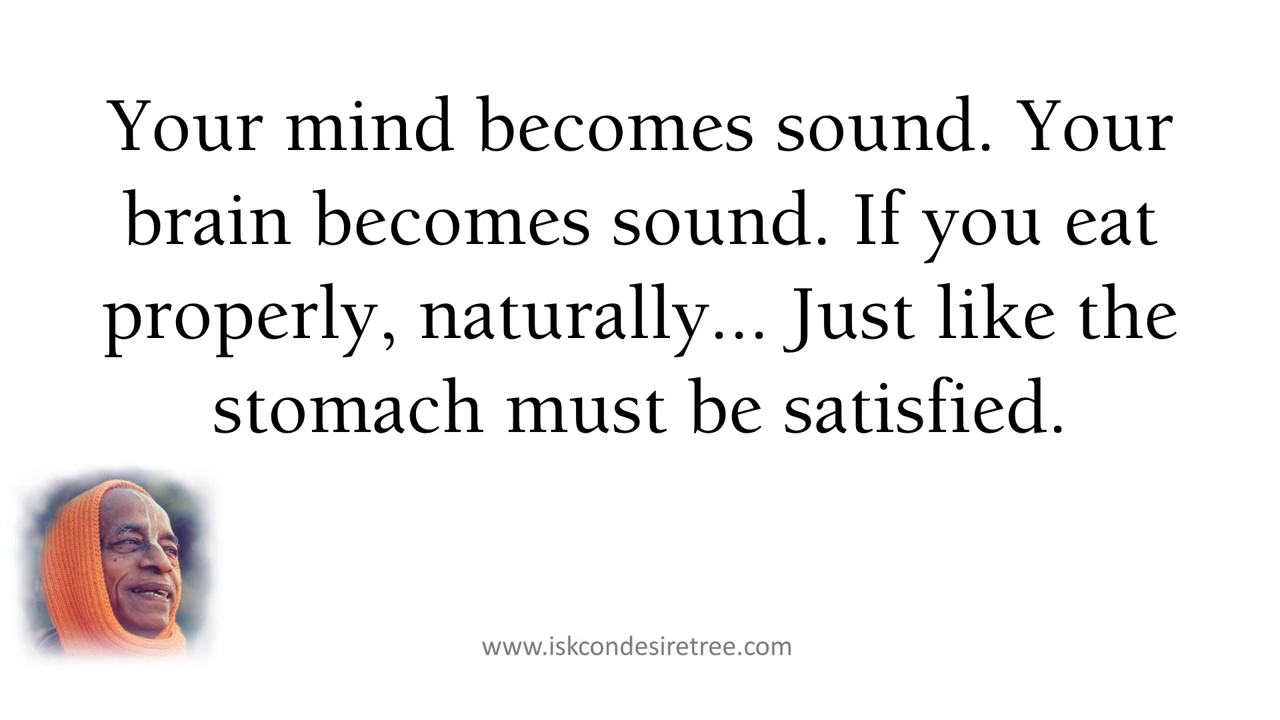 Your mind becomes sound. Your
brain becomes sound. If you eat
properly, naturally... Just like the
stomach must be satisfied.
www.iskcondesiretree.com